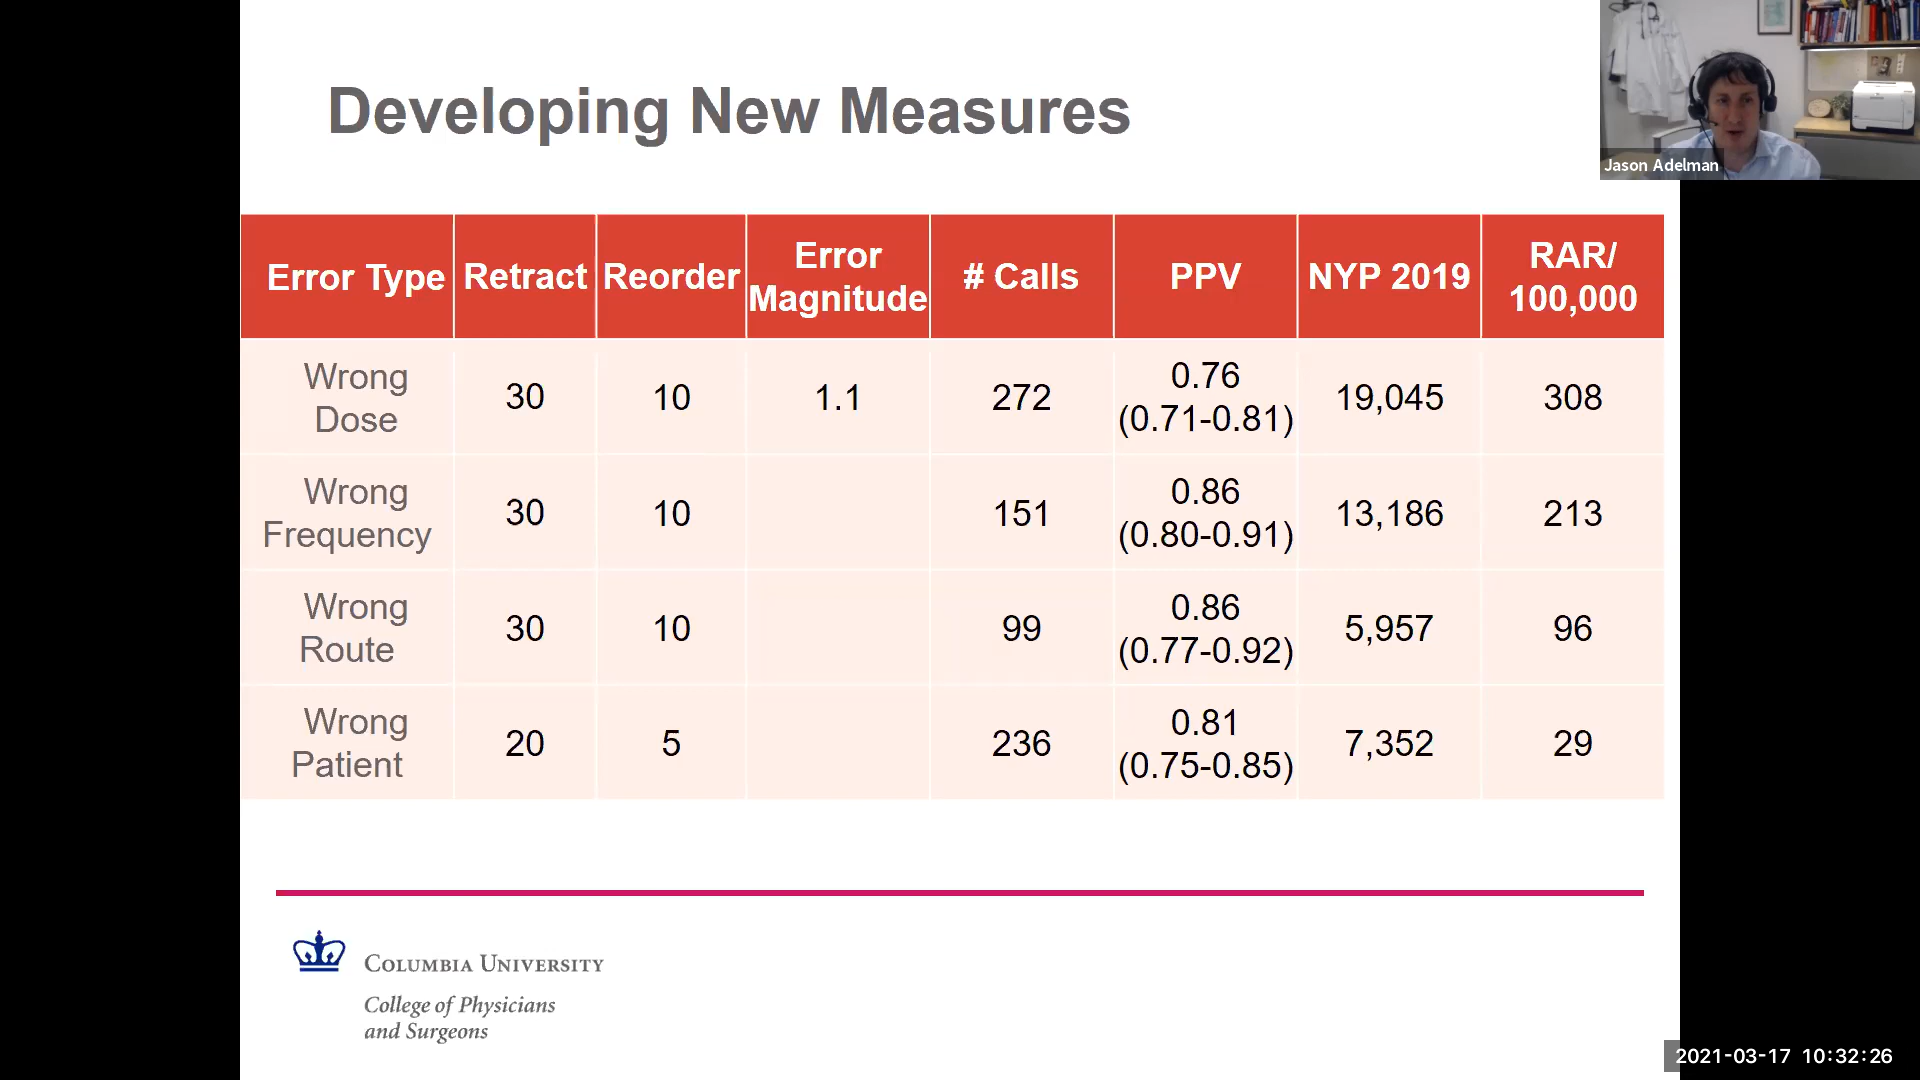 Developing New Measures
Jason Adelman
Error Type Retract Reorder Error Magnitude # Calls PPV NYP 2019 RAR/ 100,000
Wrong Dose 30 10 1.1 272 0.76 (0.71-0.81) 19,045 308
Wrong Frequency 30 10 151 0.86 (0.80-0.91) 13,186 213
Wrong Route 30 10 99 0.86 (0.77-0.92) 5,957 96
Wrong Patient 20 5 236 0.81 (0.75-0.85) 7,352 29
COLUMBIA UNIVERSITY
College of Physicians
and Surgeons
2021-03-17 10:32:26